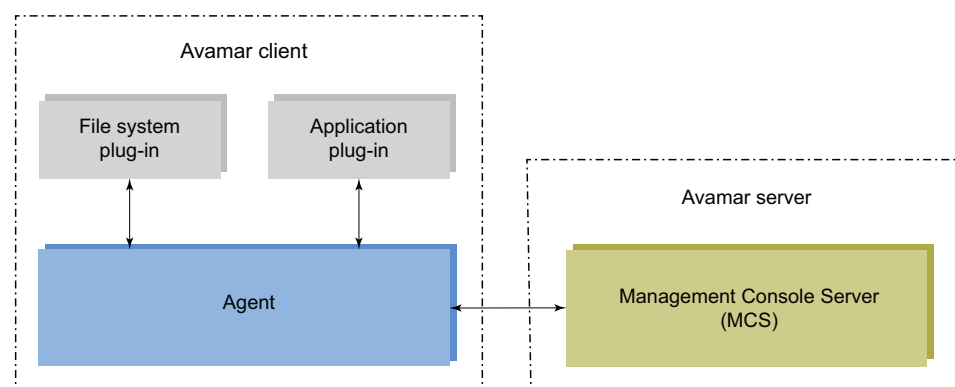 Avamar client
File system
plug-in
Application
plug-in
Avamar server
Agent
Management Console Server
(MCS)